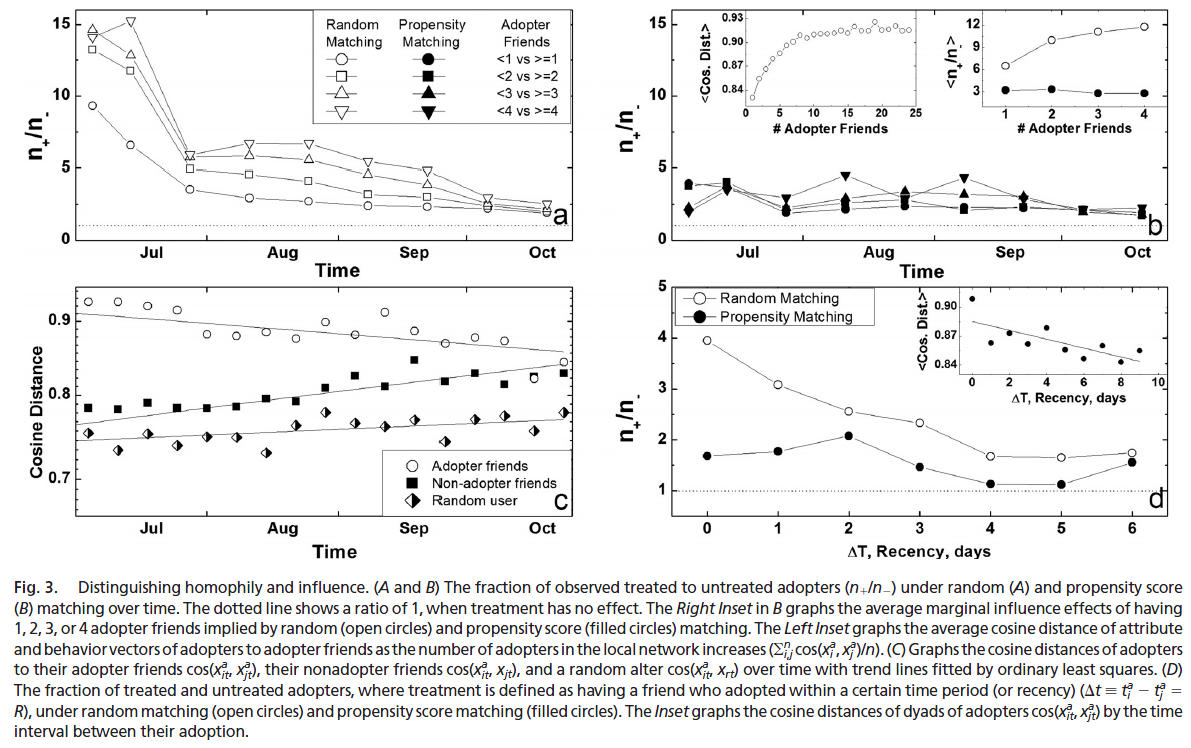 15
10
5
0
n+/n-
Random Matching
Propensity Matching
Adopter Friends
<1 vs >=1
<2 vs >=2
<3 vs >=3
<4 vs >=4
a
Jul Aug Sep Oct
Time
15
10
5
0
n+/n-
0.93
0.90
0.87
0.84
<Cos. Dist.>
0 5 10 15 20 25
# Adopter Friends
12
9
6
3
<n+/n->
1 2 3 4
# Adopter Friends
b
Jul Aug Sep Oct
Time
0.9
0.8
0.7
Cosine Distance
Adopter friends
Non-adopter friends
Random user
c
Jul Aug Sep Oct
Time
5
4
3
2
1
n+/n-
Random Matching
Propensity Matching
0.90
0.87
0.84
<Cos. Dist.>
0 2 4 6 8 10
ΔT, Recency, days
d
0 1 2 3 4 5 6
ΔT, Recency, days
Fig. 3. Distinguishing homophily and influence. (A and B) The fraction of observed treated to untreated adopters (n+/n−) under random (A) and propensity score
(B) matching over time. The dotted line shows a ratio of 1, when treatment has no effect. The Right Inset in B graphs the average marginal influence effects of having
1, 2, 3, or 4 adopter friends implied by random (open circles) and propensity score (filled circles) matching. The Left Inset graphs the average cosine distance of attribute
and behavior vectors of adopters to adopter friends as the number of adopters in the local network increases (Σⁿᵢ,ⱼcos(xᵃᵢ, xᵃⱼ)/n). (C) Graphs the cosine distances of adopters
to their adopter friends cos(xᵃᵢₜ, xᵃⱼₜ), their nonadopter friends cos(xᵃᵢₜ, xⱼₜ), and a random alter cos(xᵃᵢₜ, xᵣₜ) over time with trend lines fitted by ordinary least squares. (D)
The fraction of treated and untreated adopters, where treatment is defined as having a friend who adopted within a certain time period (or recency) (Δt ≡ tᵃᵢ − tᵃⱼ =
R), under random matching (open circles) and propensity score matching (filled circles). The Inset graphs the cosine distances of dyads of adopters cos(xᵃᵢₜ, xᵃⱼₜ) by the time
interval between their adoption.